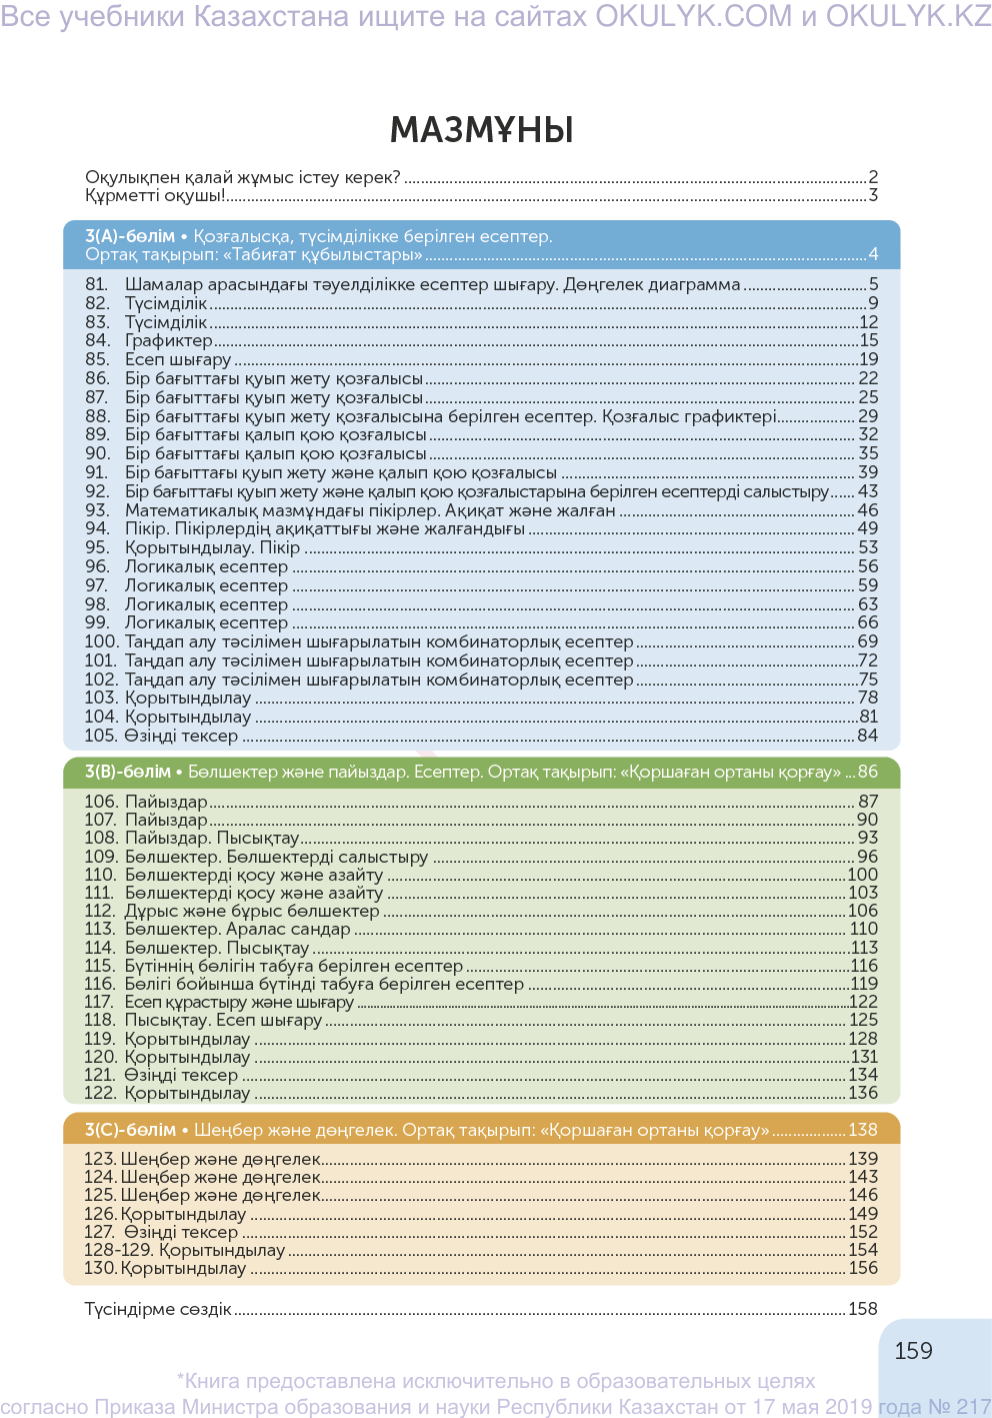 Все учебники Казахстана ищите на сайтах OKULYK.COM и OKULYK.KZ
МАЗМҰНЫ
Оқулықпен қалай жұмыс істеу керек? 2
Құрметті оқушы! 3
3(А)-бөлім • Қозғалысқа, түсімділікке берілген есептер.
Ортақ тақырып: «Табиғат құбылыстары» 4
81. Шамалар арасындағы тәуелділікке есептер шығару. Дөңгелек диаграмма 5
82. Түсімділік 9
83. Түсімділік 12
84. Графиктер 15
85. Есеп шығару 19
86. Бір бағыттағы қуып жету қозғалысы 22
87. Бір бағыттағы қуып жету қозғалысы 25
88. Бір бағыттағы қуып жету қозғалысына берілген есептер. Қозғалыс графиктері 29
89. Бір бағыттағы қалып қою қозғалысы 32
90. Бір бағыттағы қалып қою қозғалысы 35
91. Бір бағыттағы қуып жету және қалып қою қозғалысы 39
92. Бір бағыттағы қуып жету және қалып қою қозғалыстарына берілген есептерді салыстыру 43
93. Математикалық мазмұндағы пікірлер. Ақиқат және жалған 46
94. Пікір. Пікірлердің ақиқаттығы және жалғандығы 49
95. Қорытындылау. Пікір 53
96. Логикалық есептер 56
97. Логикалық есептер 59
98. Логикалық есептер 63
99. Логикалық есептер 66
100. Таңдап алу тәсілімен шығарылатын комбинаторлық есептер 69
101. Таңдап алу тәсілімен шығарылатын комбинаторлық есептер 72
102. Таңдап алу тәсілімен шығарылатын комбинаторлық есептер 75
103. Қорытындылау 78
104. Қорытындылау 81
105. Өзіңді тексер 84
3(В)-бөлім • Бөлшектер және пайыздар. Есептер. Ортақ тақырып: «Қоршаған ортаны қорғау» 86
106. Пайыздар 87
107. Пайыздар 90
108. Пайыздар. Пысықтау 93
109. Бөлшектер. Бөлшектерді салыстыру 96
110. Бөлшектерді қосу және азайту 100
111. Бөлшектерді қосу және азайту 103
112. Дұрыс және бұрыс бөлшектер 106
113. Бөлшектер. Аралас сандар 110
114. Бөлшектер. Пысықтау 113
115. Бүтіннің бөлігін табуға берілген есептер 116
116. Бөлігі бойынша бүтінді табуға берілген есептер 119
117. Есеп құрастыру және шығару 122
118. Пысықтау. Есеп шығару 125
119. Қорытындылау 128
120. Қорытындылау 131
121. Өзіңді тексер 134
122. Қорытындылау 136
3(С)-бөлім • Шеңбер және дөңгелек. Ортақ тақырып: «Қоршаған ортаны қорғау» 138
123. Шеңбер және дөңгелек 139
124. Шеңбер және дөңгелек 143
125. Шеңбер және дөңгелек 146
126. Қорытындылау 149
127. Өзіңді тексер 152
128-129. Қорытындылау 154
130. Қорытындылау 156
Түсіндірме сөздік 158
159
*Книга предоставлена исключительно в образовательных целях
согласно Приказа Министра образования и науки Республики Казахстан от 17 мая 2019 года № 217